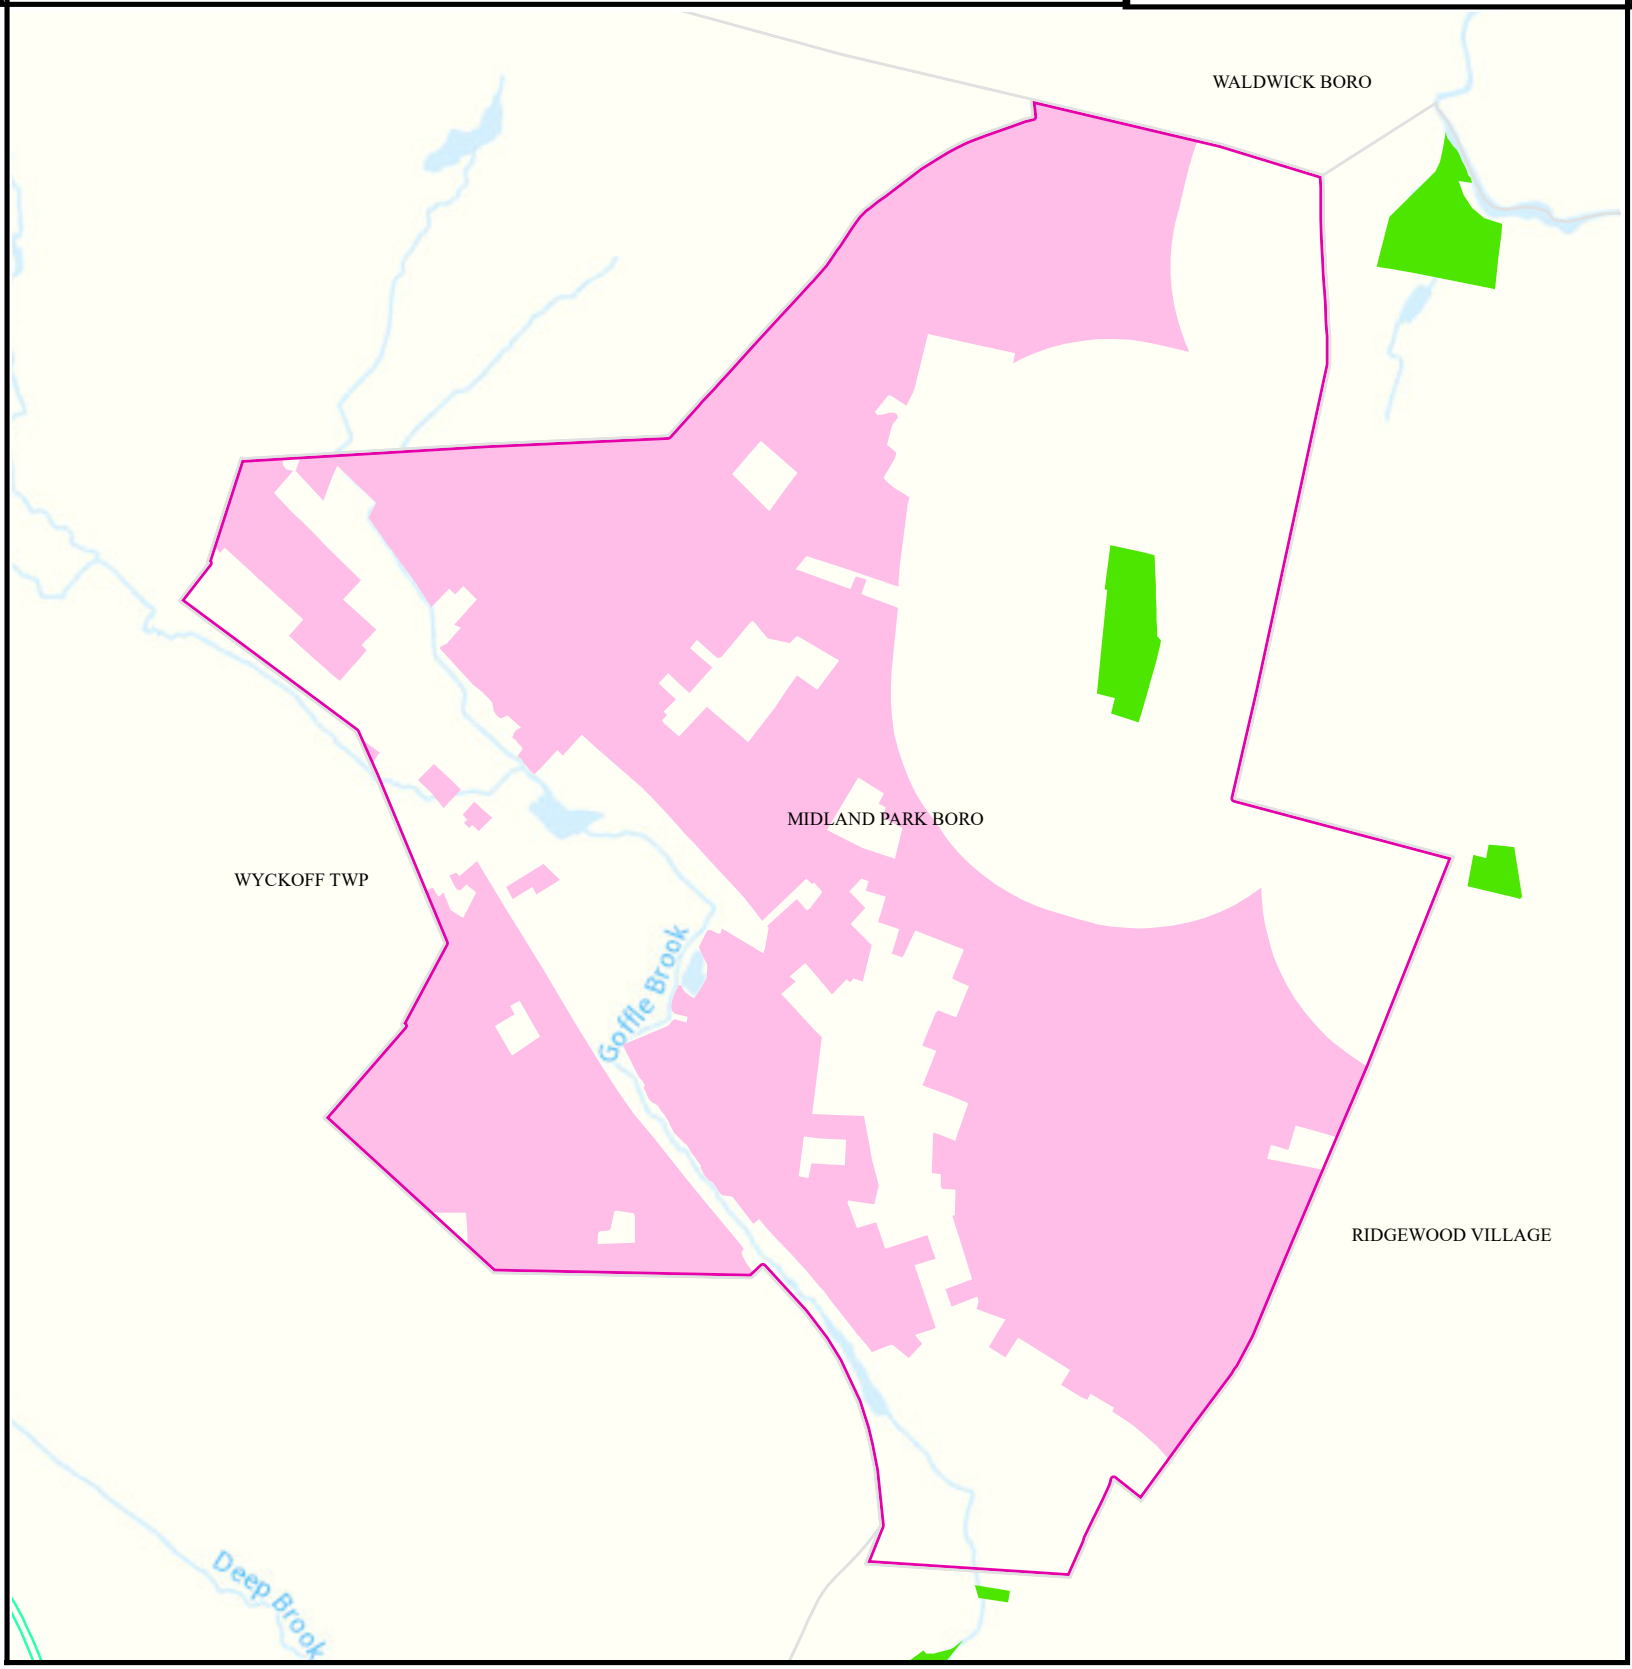 WALDWICK BORO
MIDLAND PARK BORO
WYCKOFF TWP
Goffle Brook
RIDGEWOOD VILLAGE
Deep Brook